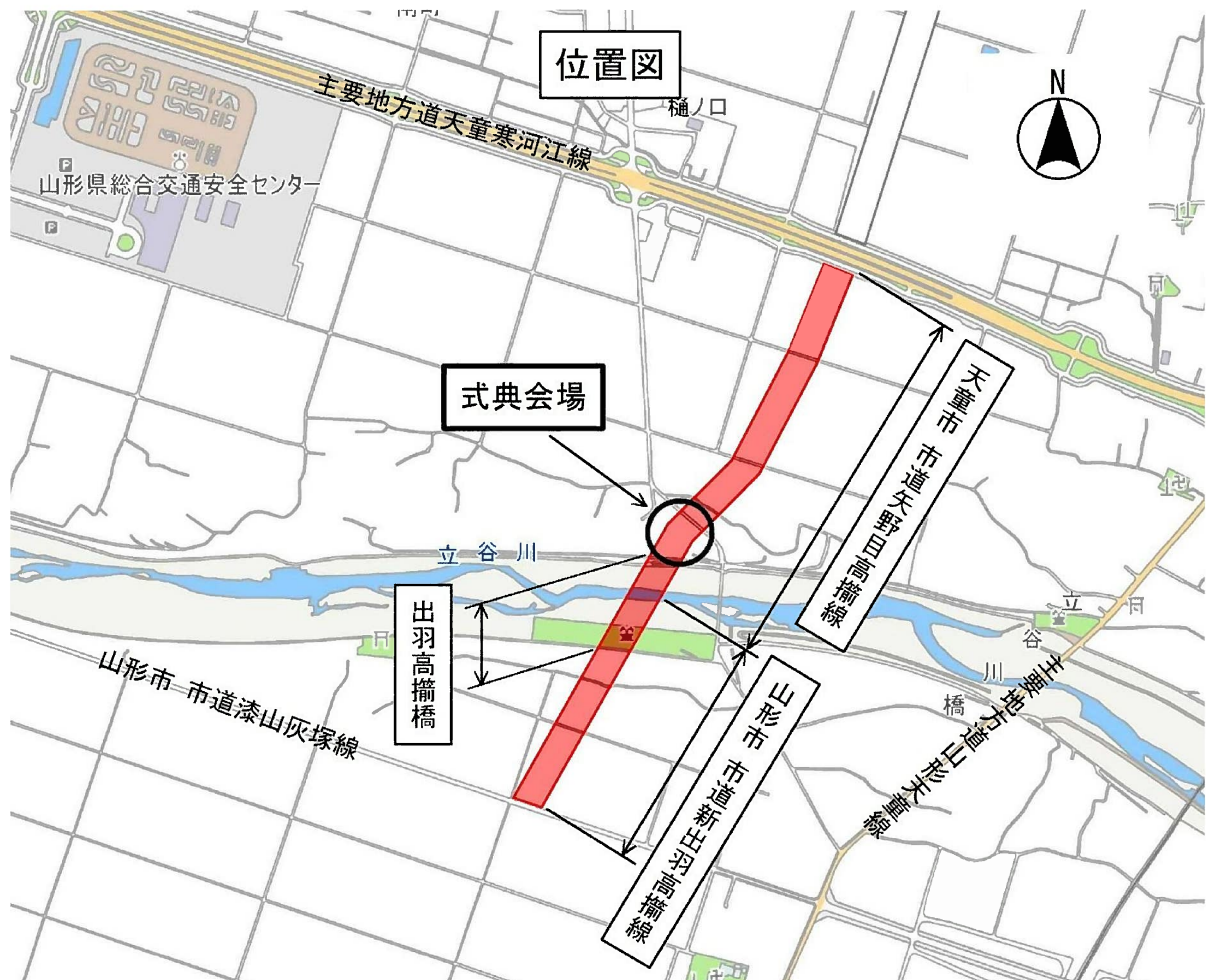 位置図
N
樋ノ口
主要地方道天童寒河江線
P
山形県総合交通安全センター
P
式典会場
天童市 市道矢野目高擶線
立谷川
出羽高擶橋
立谷川橋
主要地方道山形天童線
山形市 市道漆山灰塚線
山形市 市道新出羽高擶線